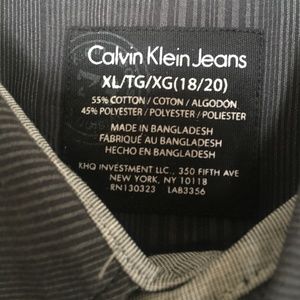 Calvin Klein Jeans
XL/TG/XG(18/20)
55% COTTON / COTON / ALGODÓN
45% POLYESTER / POLYESTER / POLIESTER
MADE IN BANGLADESH
FABRIQUÉ AU BANGLADESH
HECHO EN BANGLADESH
KHQ INVESTMENT LLC., 350 FIFTH AVE
NEW YORK, NY 10118
RN130323 LAB3356